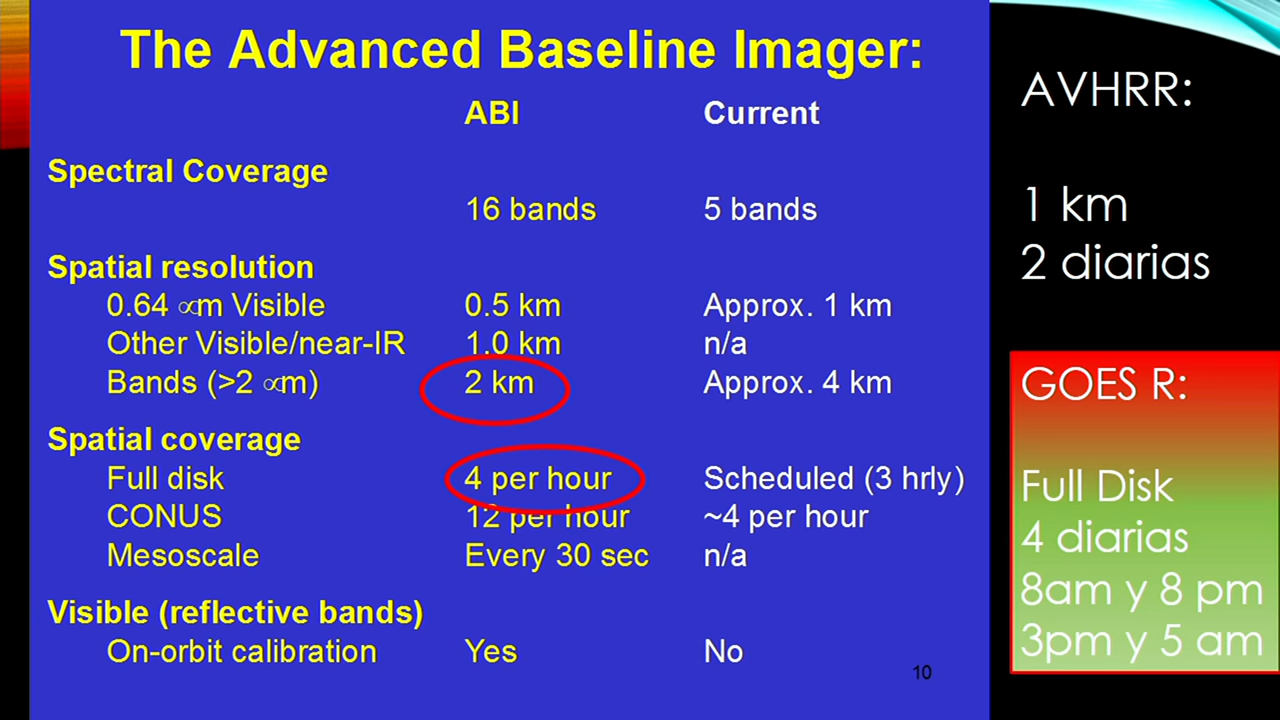 The Advanced Baseline Imager:
ABI Current
Spectral Coverage
16 bands 5 bands
Spatial resolution
0.64 ∝m Visible 0.5 km Approx. 1 km
Other Visible/near-IR 1.0 km n/a
Bands (>2 ∝m) 2 km Approx. 4 km
Spatial coverage
Full disk 4 per hour Scheduled (3 hrly)
CONUS 12 per hour ~4 per hour
Mesoscale Every 30 sec n/a
Visible (reflective bands)
On-orbit calibration Yes No
10
AVHRR:
1 km
2 diarias
GOES R:
Full Disk
4 diarias
8am y 8 pm
3pm y 5 am